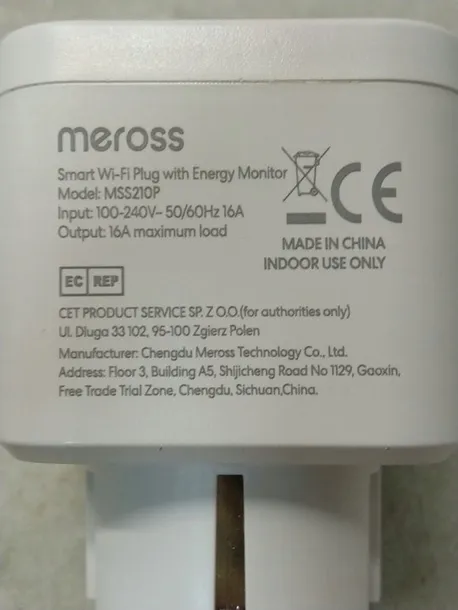 meross
Smart Wi-Fi Plug with Energy Monitor
Model: MSS210P
Input: 100-240V~ 50/60Hz 16A
Output: 16A maximum load
CE
MADE IN CHINA
INDOOR USE ONLY
EC REP
CET PRODUCT SERVICE SP. Z O.O.(for authorities only)
Ul. Dluga 33 102, 95-100 Zgierz Polen
Manufacturer: Chengdu Meross Technology Co., Ltd.
Address: Floor 3, Building A5, Shijicheng Road No 1129, Gaoxin,
Free Trade Trial Zone, Chengdu, Sichuan,China.